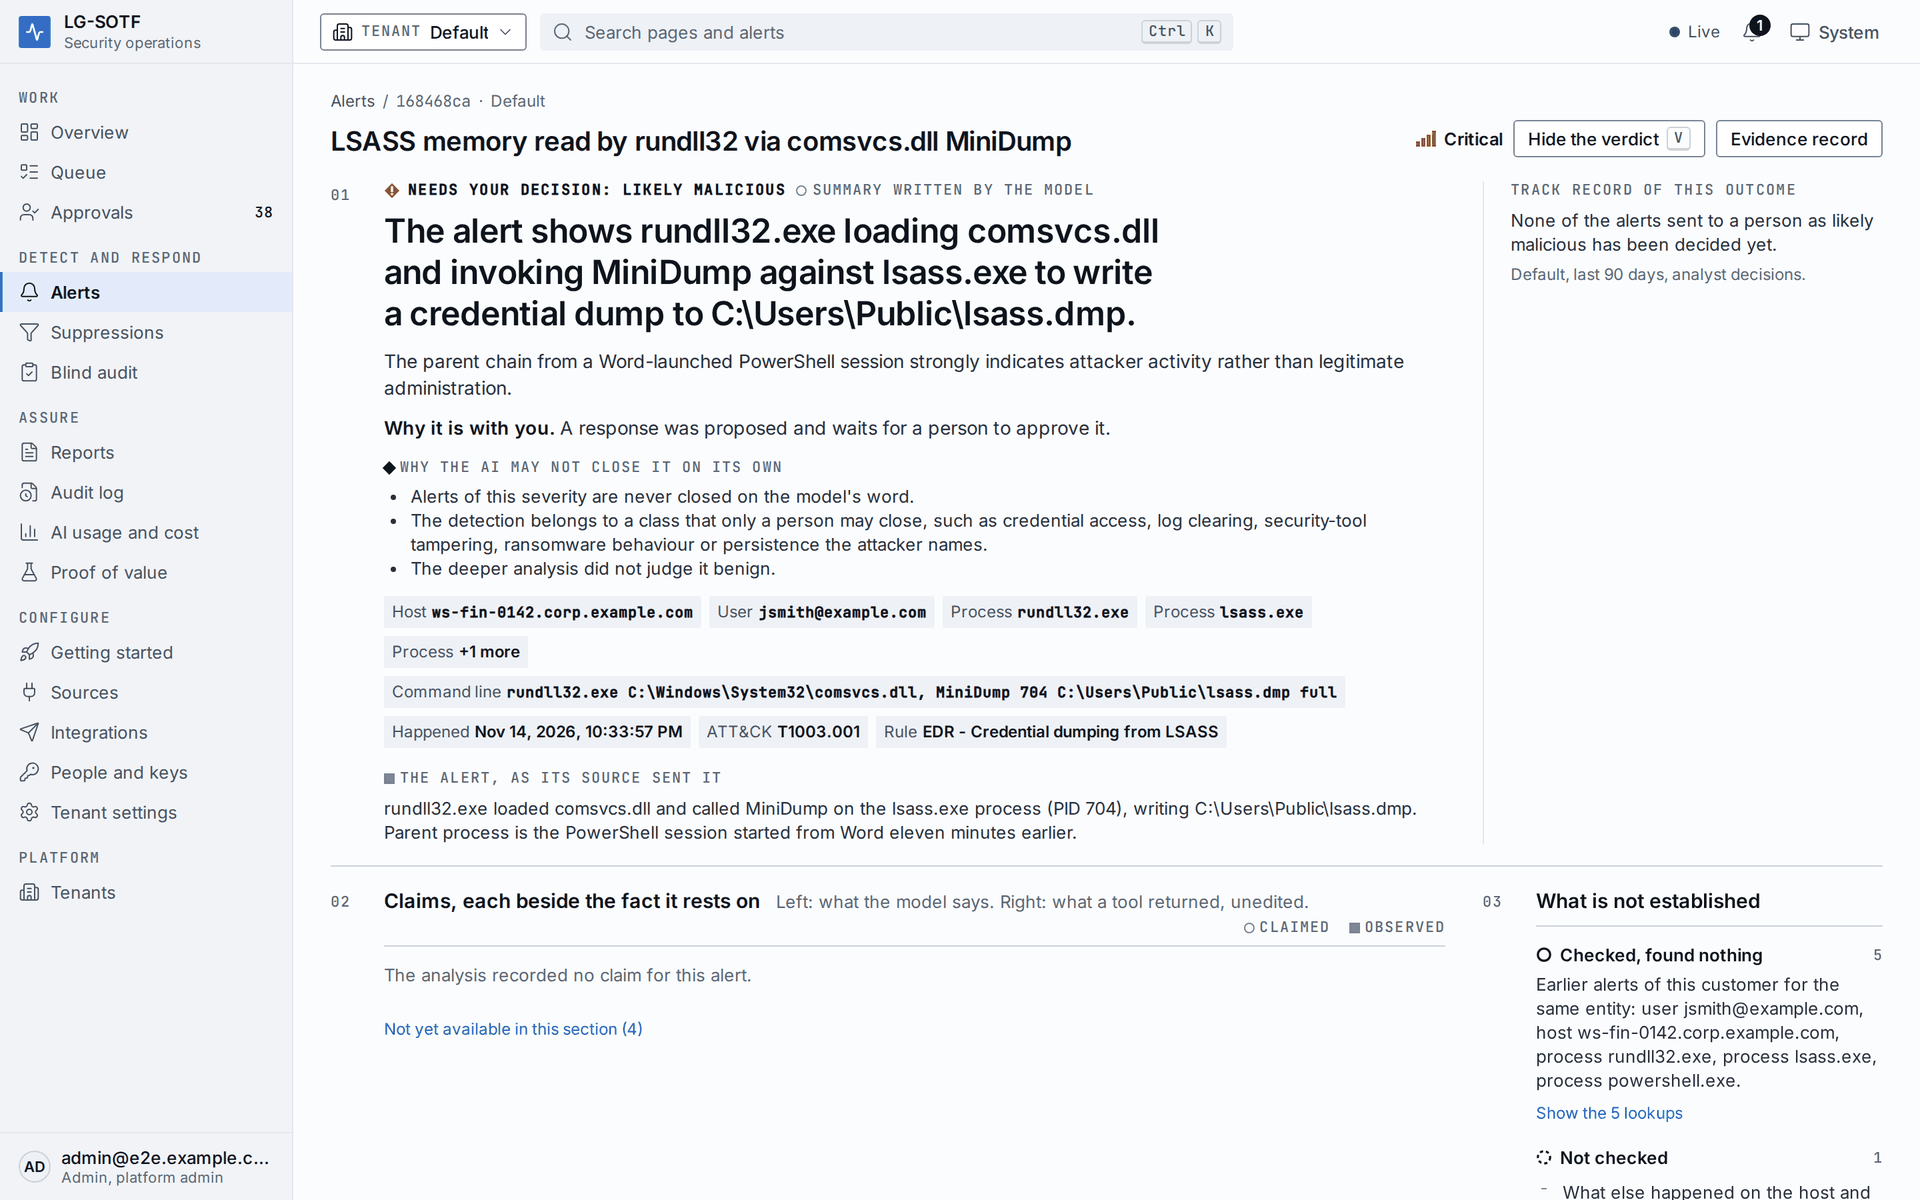 LG-SOTF
Security operations
TENANT Default
Search pages and alerts
Ctrl K
Live
1
System
WORK
Overview
Queue
Approvals 38
DETECT AND RESPOND
Alerts
Suppressions
Blind audit
ASSURE
Reports
Audit log
AI usage and cost
Proof of value
CONFIGURE
Getting started
Sources
Integrations
People and keys
Tenant settings
PLATFORM
Tenants
AD
admin@e2e.example.c...
Admin, platform admin
Alerts / 168468ca · Default
LSASS memory read by rundll32 via comsvcs.dll MiniDump
Critical
Hide the verdict V
Evidence record
01
NEEDS YOUR DECISION: LIKELY MALICIOUS SUMMARY WRITTEN BY THE MODEL
The alert shows rundll32.exe loading comsvcs.dll
and invoking MiniDump against lsass.exe to write
a credential dump to C:\Users\Public\lsass.dmp.
The parent chain from a Word-launched PowerShell session strongly indicates attacker activity rather than legitimate
administration.
Why it is with you. A response was proposed and waits for a person to approve it.
WHY THE AI MAY NOT CLOSE IT ON ITS OWN
• Alerts of this severity are never closed on the model's word.
• The detection belongs to a class that only a person may close, such as credential access, log clearing, security-tool
tampering, ransomware behaviour or persistence the attacker names.
• The deeper analysis did not judge it benign.
Host ws-fin-0142.corp.example.com User jsmith@example.com Process rundll32.exe Process lsass.exe
Process +1 more
Command line rundll32.exe C:\Windows\System32\comsvcs.dll, MiniDump 704 C:\Users\Public\lsass.dmp full
Happened Nov 14, 2026, 10:33:57 PM ATT&CK T1003.001 Rule EDR - Credential dumping from LSASS
THE ALERT, AS ITS SOURCE SENT IT
rundll32.exe loaded comsvcs.dll and called MiniDump on the lsass.exe process (PID 704), writing C:\Users\Public\lsass.dmp.
Parent process is the PowerShell session started from Word eleven minutes earlier.
TRACK RECORD OF THIS OUTCOME
None of the alerts sent to a person as likely
malicious has been decided yet.
Default, last 90 days, analyst decisions.
02
Claims, each beside the fact it rests on Left: what the model says. Right: what a tool returned, unedited.
CLAIMED OBSERVED
The analysis recorded no claim for this alert.
Not yet available in this section (4)
03
What is not established
Checked, found nothing 5
Earlier alerts of this customer for the
same entity: user jsmith@example.com,
host ws-fin-0142.corp.example.com,
process rundll32.exe, process lsass.exe,
process powershell.exe.
Show the 5 lookups
Not checked 1
- What else happened on the host and